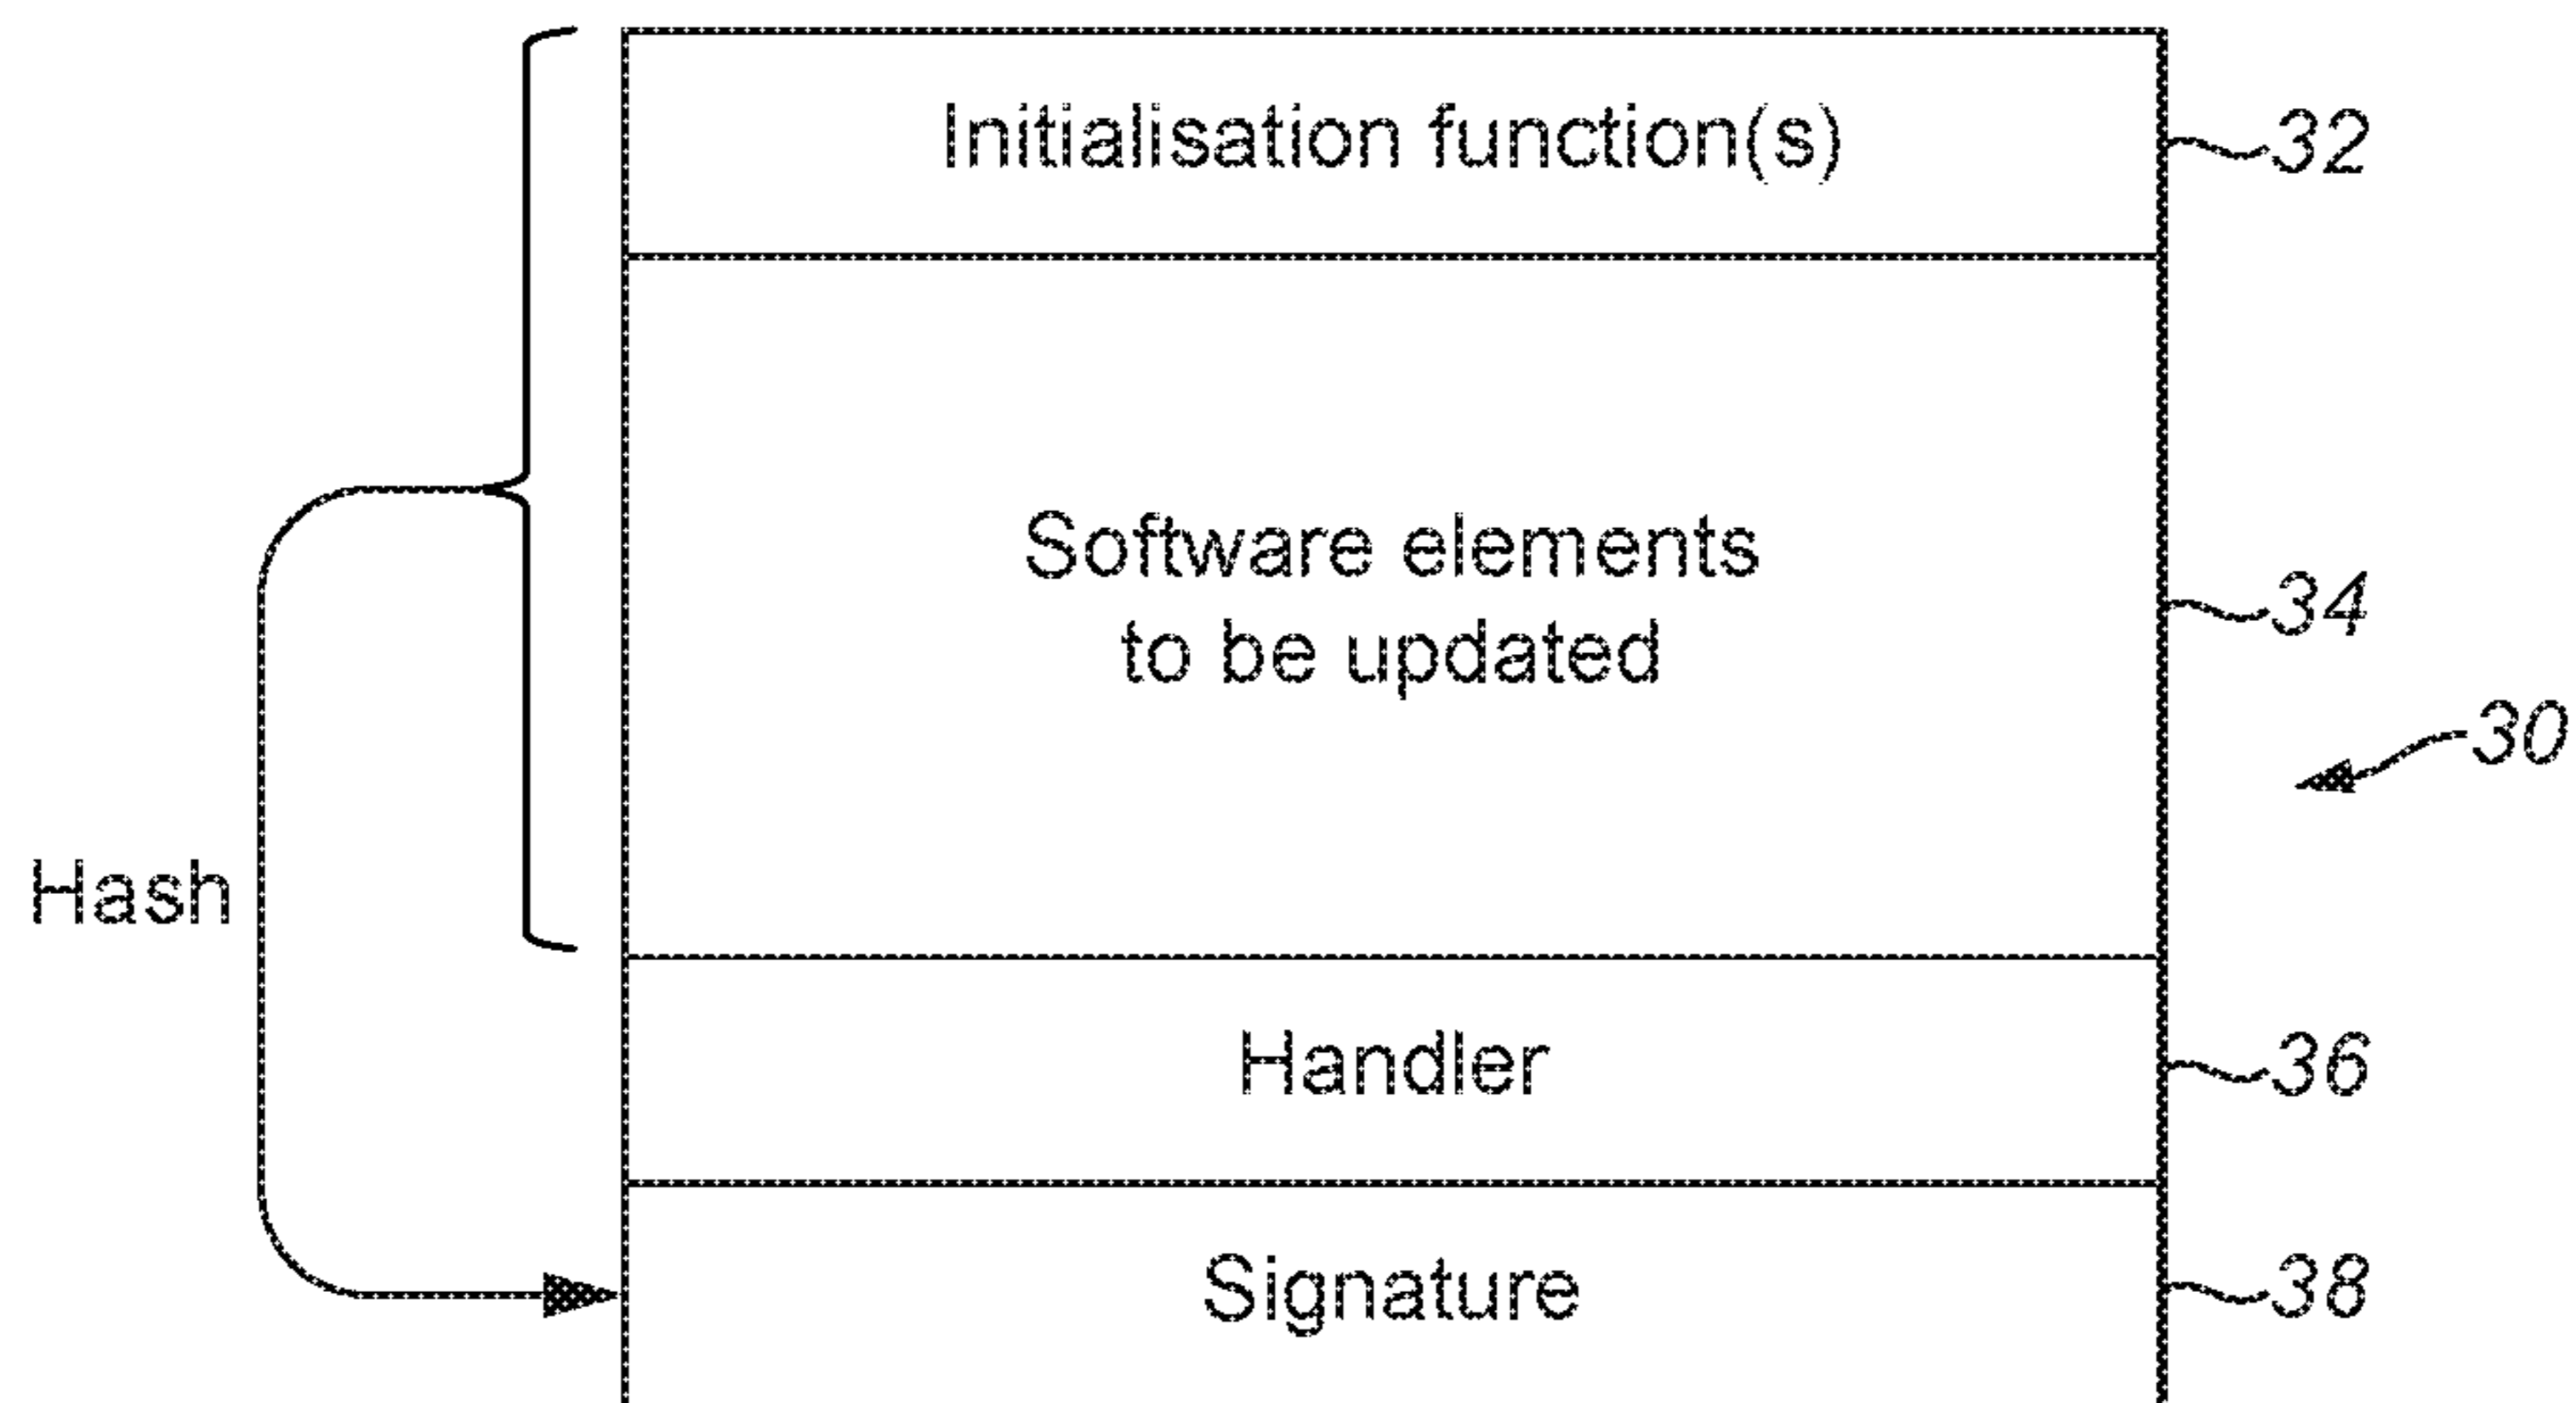 Initialisation function(s)
32
Software elements
to be updated
34
30
Hash
Handler
36
Signature
38